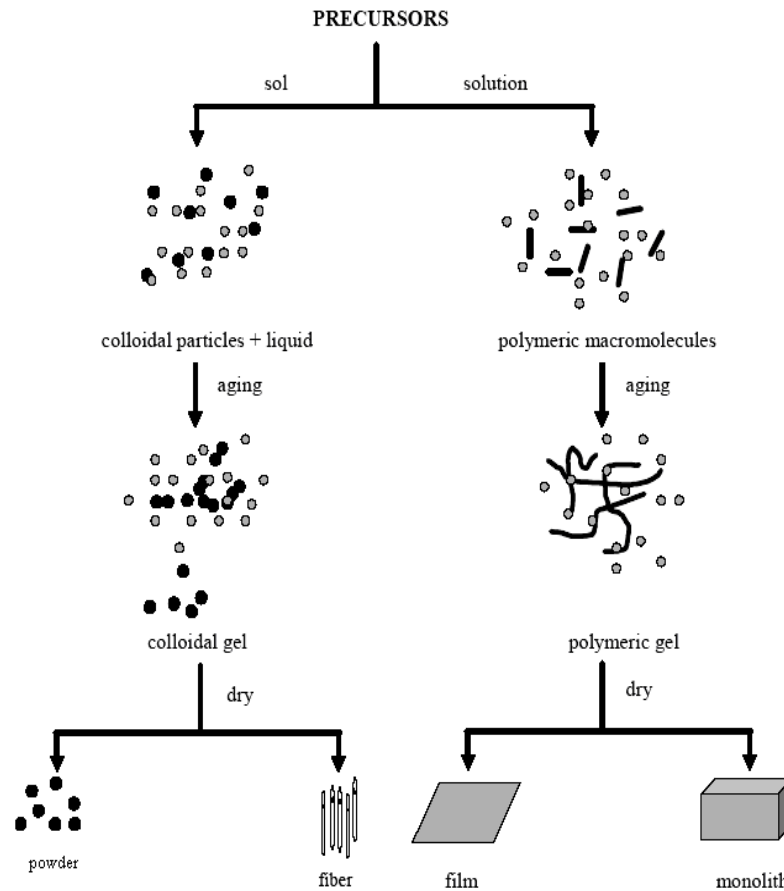 PRECURSORS
sol
solution
colloidal particles + liquid
polymeric macromolecules
aging
aging
colloidal gel
polymeric gel
dry
dry
powder
fiber
film
monolith